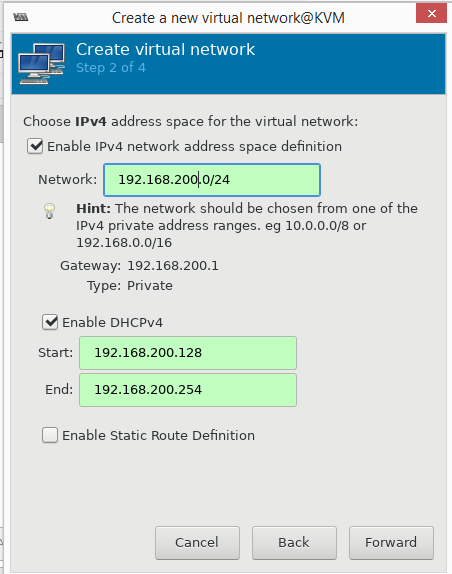 Create a new virtual network@KVM
Create virtual network
Step 2 of 4
Choose IPv4 address space for the virtual network:
Enable IPv4 network address space definition
Network: 192.168.200.0/24
Hint: The network should be chosen from one of the
IPv4 private address ranges. eg 10.0.0.0/8 or
192.168.0.0/16
Gateway: 192.168.200.1
Type: Private
Enable DHCPv4
Start: 192.168.200.128
End: 192.168.200.254
Enable Static Route Definition
Cancel Back Forward